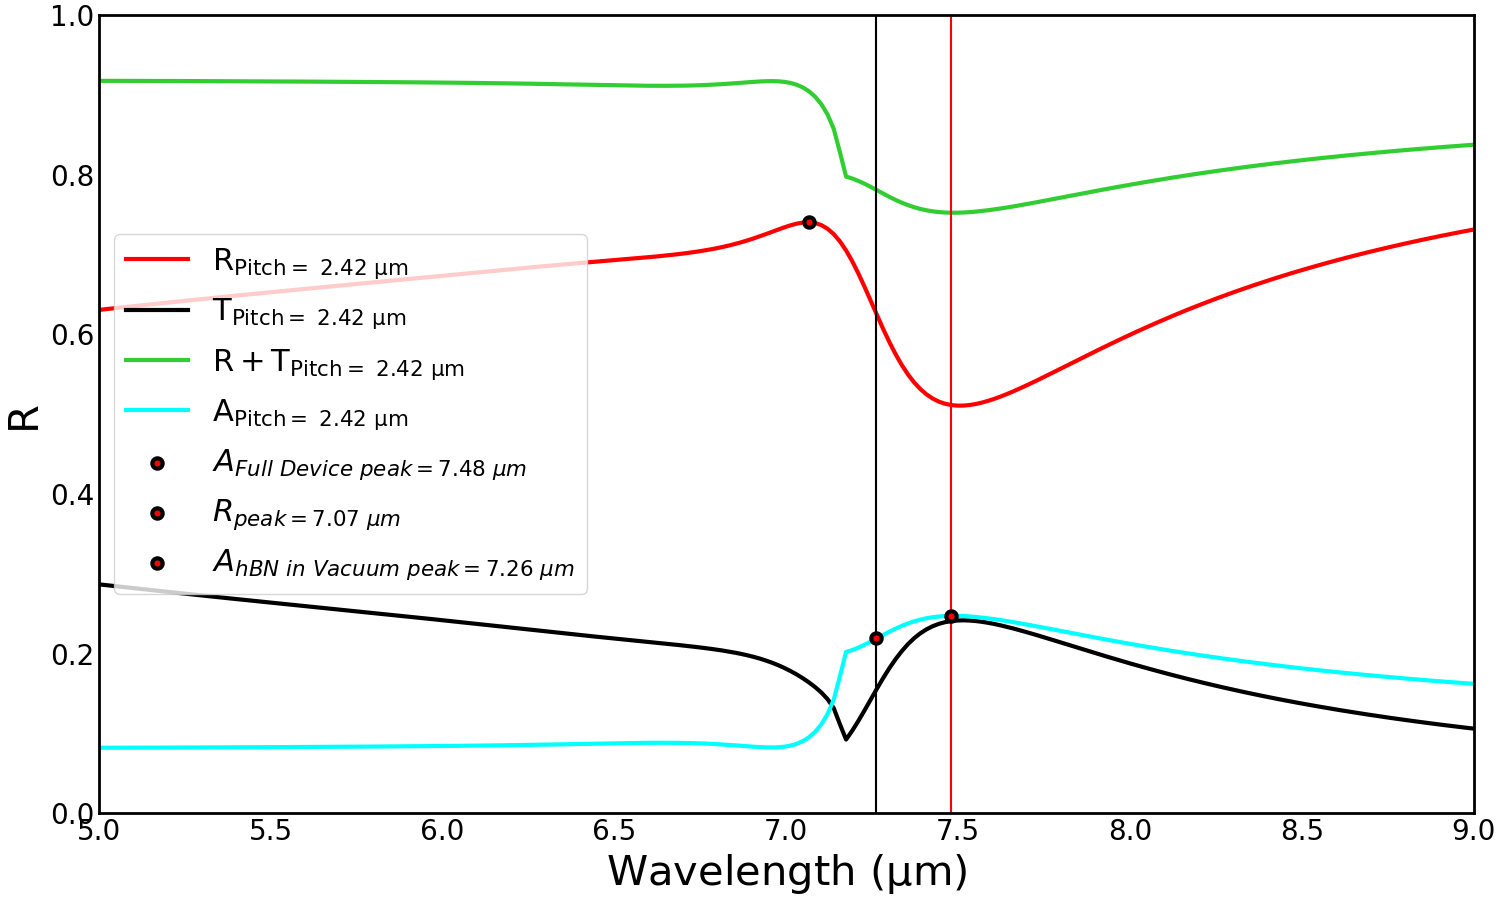 1.0
0.8
0.6
0.4
0.2
0.0
R
R Pitch = 2.42 µm
T Pitch = 2.42 µm
R + T Pitch = 2.42 µm
A Pitch = 2.42 µm
A Full Device peak = 7.48 µm
R peak = 7.07 µm
A hBN in Vacuum peak = 7.26 µm
5.0 5.5 6.0 6.5 7.0 7.5 8.0 8.5 9.0
Wavelength (µm)